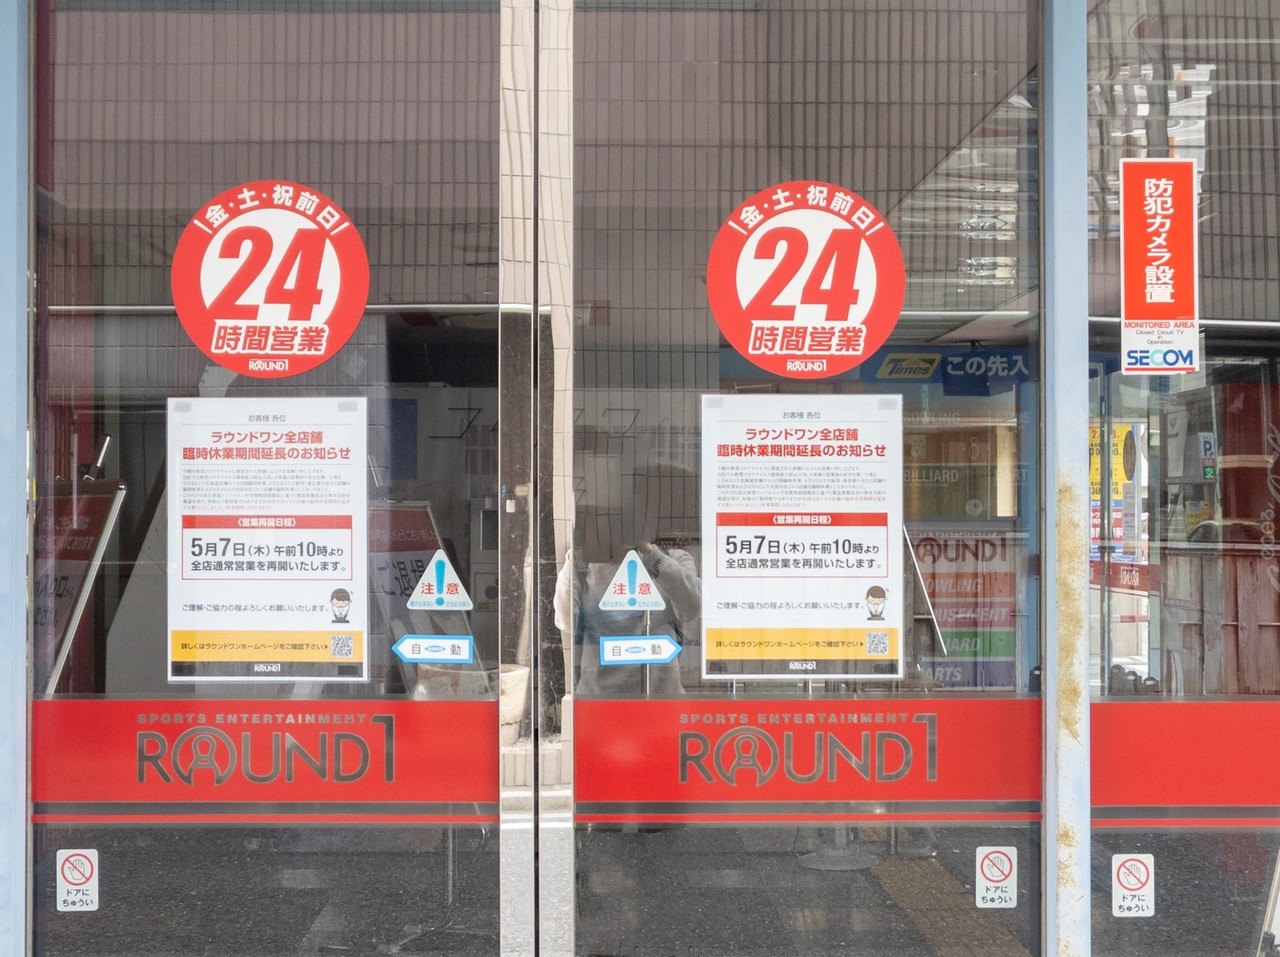 金・土・祝前日
24
時間営業
ROUND1
お客様 各位
ラウンドワン全店舗
臨時休業期間延長のお知らせ
〈営業再開日程〉
5月7日(木)午前10時より
全店通常営業を再開いたします。
ご理解・ご協力の程よろしくお願いいたします。
詳しくはラウンドワンホームページをご確認下さい
ROUND1
注意
自動
SPORTS ENTERTAINMENT
ROUND1
ドアに
ちゅうい
金・土・祝前日
24
時間営業
ROUND1
お客様 各位
ラウンドワン全店舗
臨時休業期間延長のお知らせ
〈営業再開日程〉
5月7日(木)午前10時より
全店通常営業を再開いたします。
ご理解・ご協力の程よろしくお願いいたします。
詳しくはラウンドワンホームページをご確認下さい
ROUND1
注意
自動
SPORTS ENTERTAINMENT
ROUND1
ドアに
ちゅうい
Times
この先入
BILLIARD
ROUND1
防犯カメラ設置
MONITORED AREA
Closed Circuit TV
in
Operation
SECOM
ドアに
ちゅうい